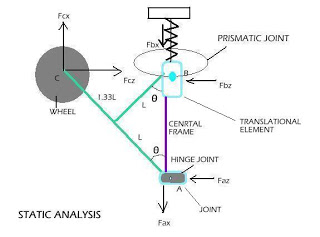 Fcx
Fbx
PRISMATIC JOINT
C
Fcz
B
Fbz
1.33L
L
θ
WHEEL
CENRTAL
FRAME
TRANSLATIONAL
ELEMENT
L
θ
HINGE JOINT
Faz
A
JOINT
Fax
STATIC ANALYSIS